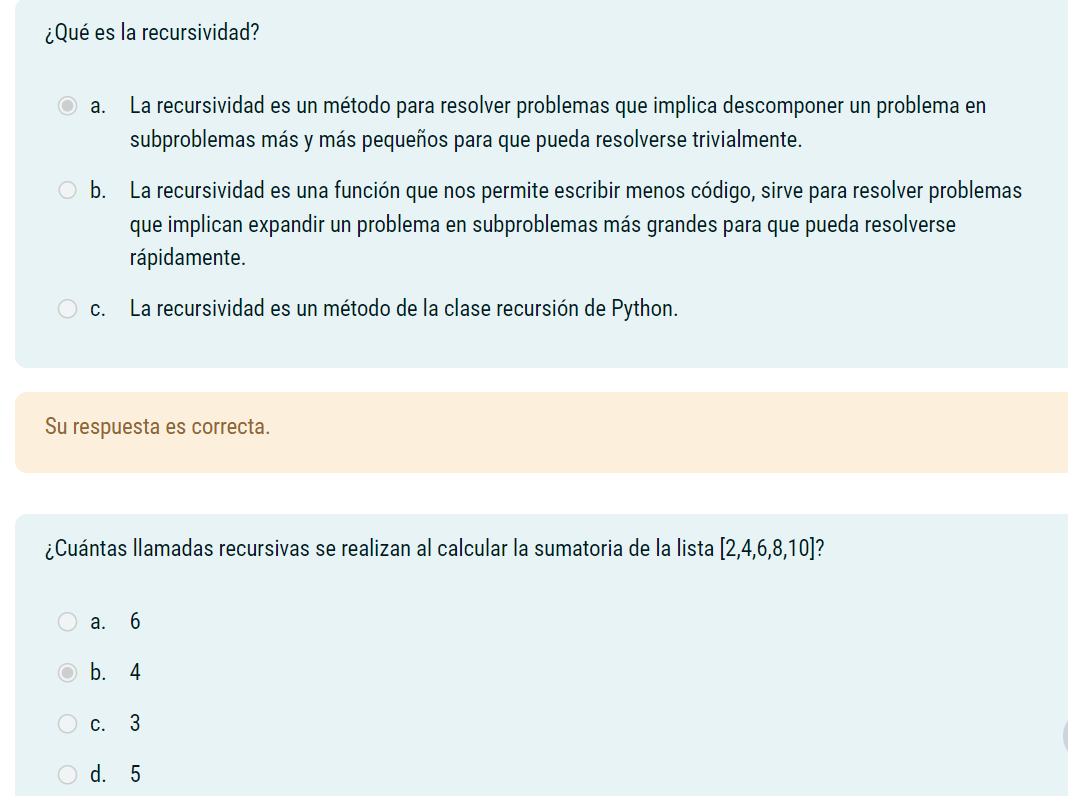 ¿Qué es la recursividad?
a. La recursividad es un método para resolver problemas que implica descomponer un problema en
subproblemas más y más pequeños para que pueda resolverse trivialmente.
b. La recursividad es una función que nos permite escribir menos código, sirve para resolver problemas
que implican expandir un problema en subproblemas más grandes para que pueda resolverse
rápidamente.
c. La recursividad es un método de la clase recursión de Python.
Su respuesta es correcta.
¿Cuántas llamadas recursivas se realizan al calcular la sumatoria de la lista [2,4,6,8,10]?
a. 6
b. 4
c. 3
d. 5